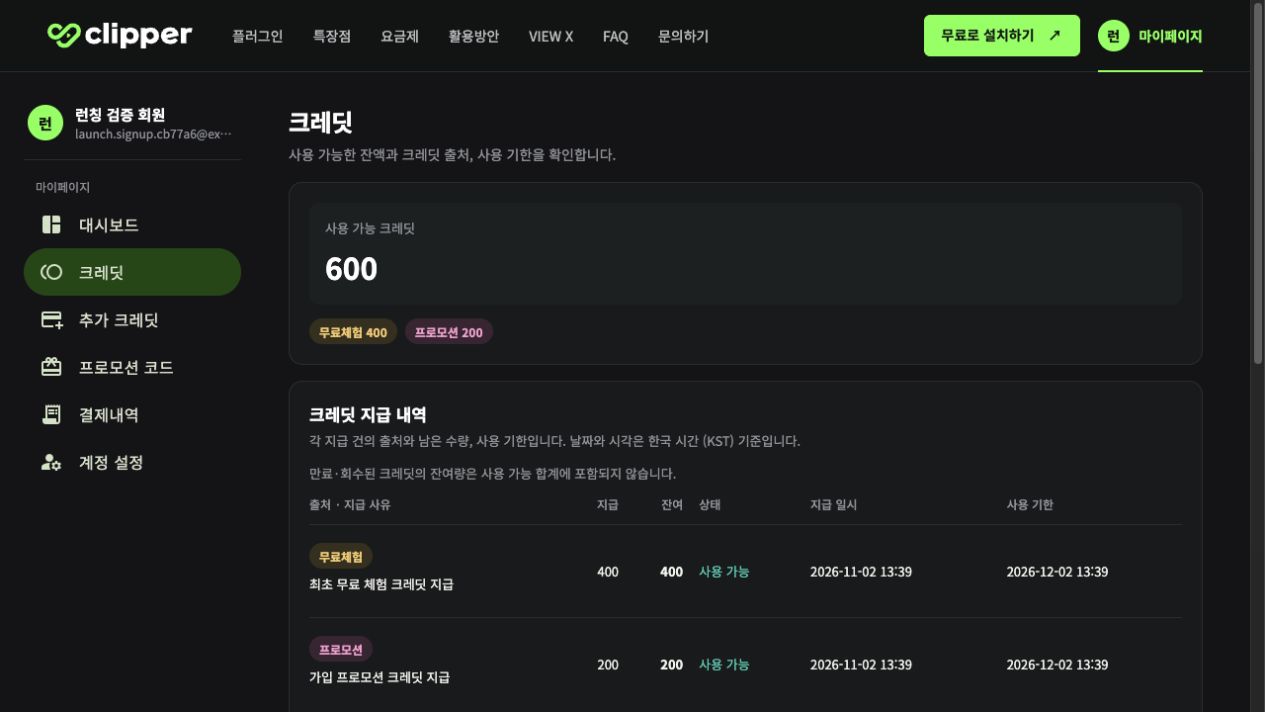 clipper
플러그인 특장점 요금제 활용방안 VIEW X FAQ 문의하기
무료로 설치하기 ↗
런 마이페이지
런
런칭 검증 회원
launch.signup.cb77a6@ex···
마이페이지
대시보드
크레딧
추가 크레딧
프로모션 코드
결제내역
계정 설정
크레딧
사용 가능한 잔액과 크레딧 출처, 사용 기한을 확인합니다.
사용 가능 크레딧
600
무료체험 400 프로모션 200
크레딧 지급 내역
각 지급 건의 출처와 남은 수량, 사용 기한입니다. 날짜와 시각은 한국 시간 (KST) 기준입니다.
만료·회수된 크레딧의 잔여량은 사용 가능 합계에 포함되지 않습니다.
출처 · 지급 사유 지급 잔여 상태 지급 일시 사용 기한
무료체험
최초 무료 체험 크레딧 지급 400 400 사용 가능 2026-11-02 13:39 2026-12-02 13:39
프로모션
가입 프로모션 크레딧 지급 200 200 사용 가능 2026-11-02 13:39 2026-12-02 13:39